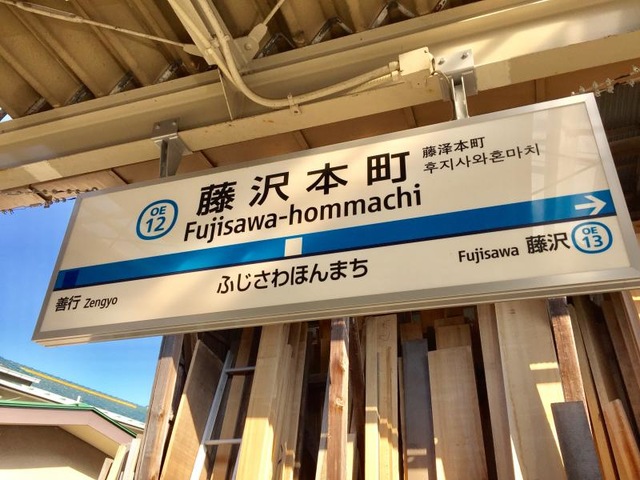 OE
12
藤沢本町
藤泽本町
후지사와혼마치
Fujisawa-hommachi
善行 Zengyo
ふじさわほんまち
Fujisawa 藤沢
OE
13